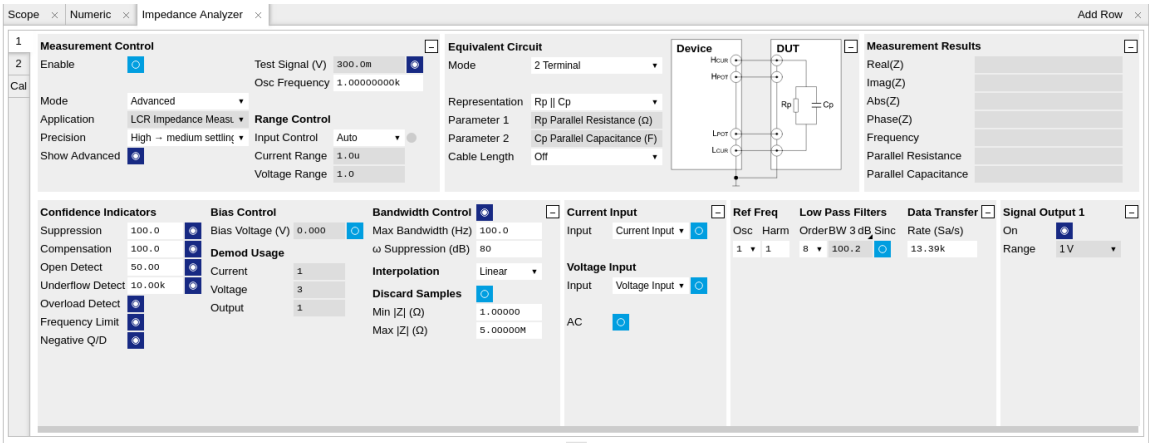 Scope × Numeric × Impedance Analyzer × Add Row ×
1
2
Cal
Measurement Control
Enable Test Signal (V) 300.0m
Osc Frequency 1.00000000k
Mode Advanced
Application LCR Impedance Measu Range Control
Precision High → medium settling Input Control Auto
Show Advanced Current Range 1.0u
Voltage Range 1.0
Equivalent Circuit
Mode 2 Terminal
Representation Rp || Cp
Parameter 1 Rp Parallel Resistance (Ω)
Parameter 2 Cp Parallel Capacitance (F)
Cable Length Off
Device DUT
HCUR
HPOT
Rp Cp
LPOT
LCUR
Measurement Results
Real(Z)
Imag(Z)
Abs(Z)
Phase(Z)
Frequency
Parallel Resistance
Parallel Capacitance
Confidence Indicators
Suppression 100.0
Compensation 100.0
Open Detect 50.00
Underflow Detect 10.00k
Overload Detect
Frequency Limit
Negative Q/D
Bias Control
Bias Voltage (V) 0.000
Demod Usage
Current 1
Voltage 3
Output 1
Bandwidth Control
Max Bandwidth (Hz) 100.0
ω Suppression (dB) 80
Interpolation Linear
Discard Samples
Min |Z| (Ω) 1.00000
Max |Z| (Ω) 5.00000M
Current Input
Input Current Input
Voltage Input
Input Voltage Input
AC
Ref Freq Low Pass Filters Data Transfer
Osc Harm Order BW 3 dB Sinc Rate (Sa/s)
1 1 8 100.2 13.39k
Signal Output 1
On
Range 1 V